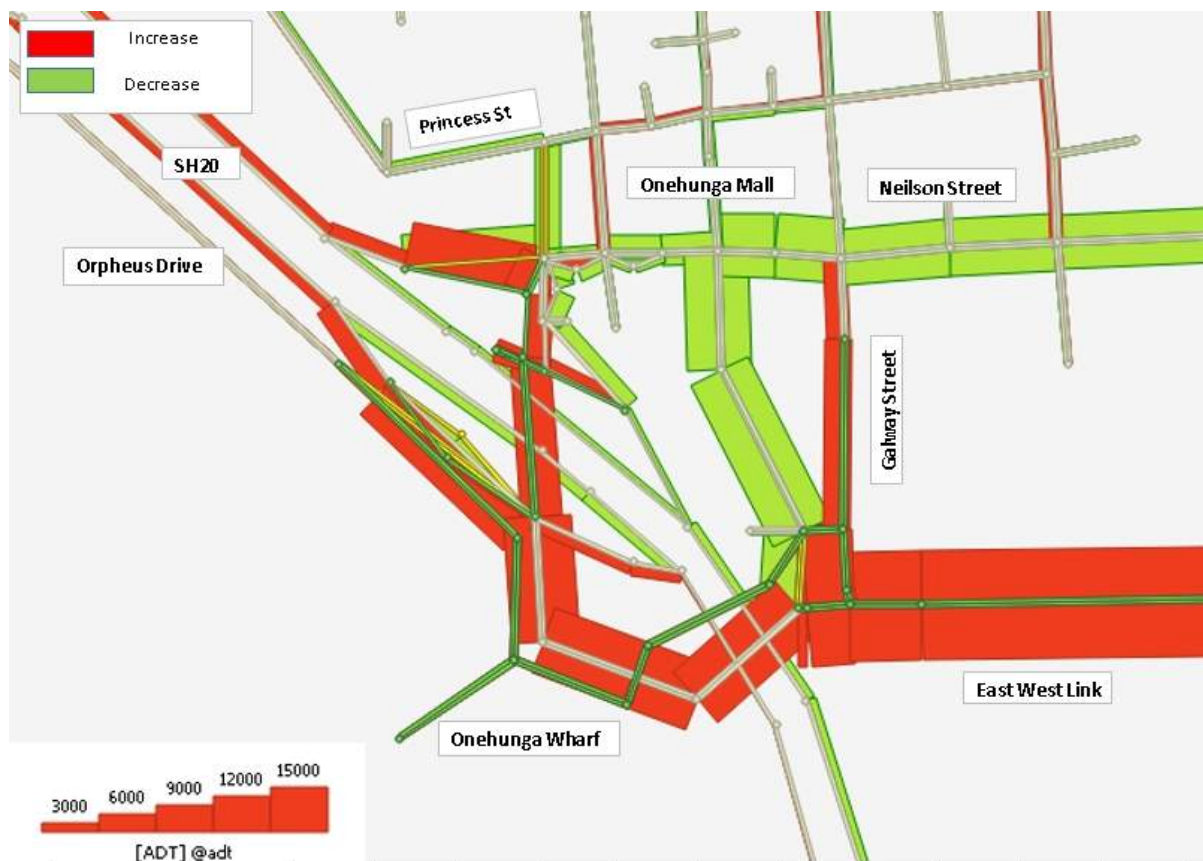 Increase
Decrease
Princess St
SH20
Onehunga Mall
Neilson Street
Orpheus Drive
Galway Street
East West Link
Onehunga Wharf
3000 6000 9000 12000 15000
[ADT] @adt